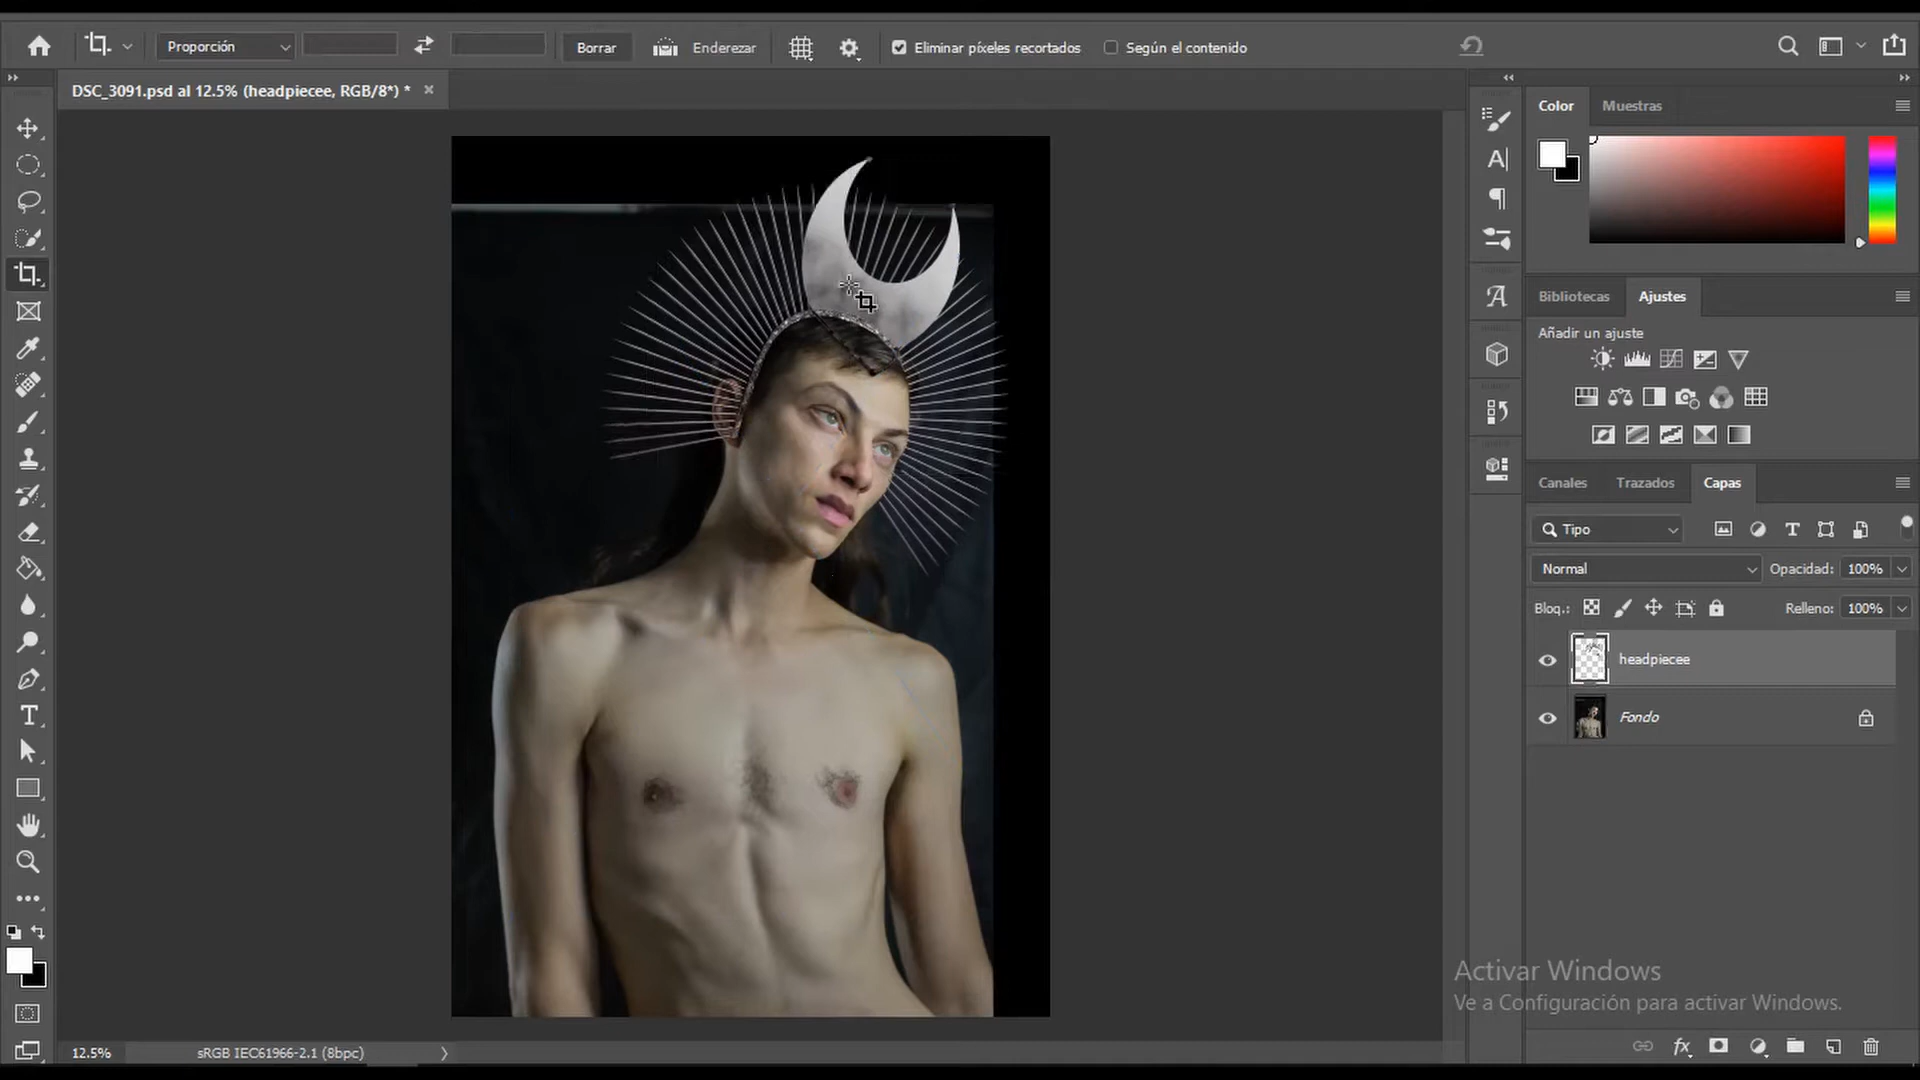 Proporción
Borrar
Enderezar
Eliminar píxeles recortados
Según el contenido
DSC_3091.psd al 12.5% (headpiecee, RGB/8*) *
Color
Muestras
Bibliotecas
Ajustes
Añadir un ajuste
Canales
Trazados
Capas
Tipo
Normal
Opacidad: 100%
Bloq.:
Relleno: 100%
headpiecee
Fondo
Activar Windows
Ve a Configuración para activar Windows.
12.5%
sRGB IEC61966-2.1 (8bpc)